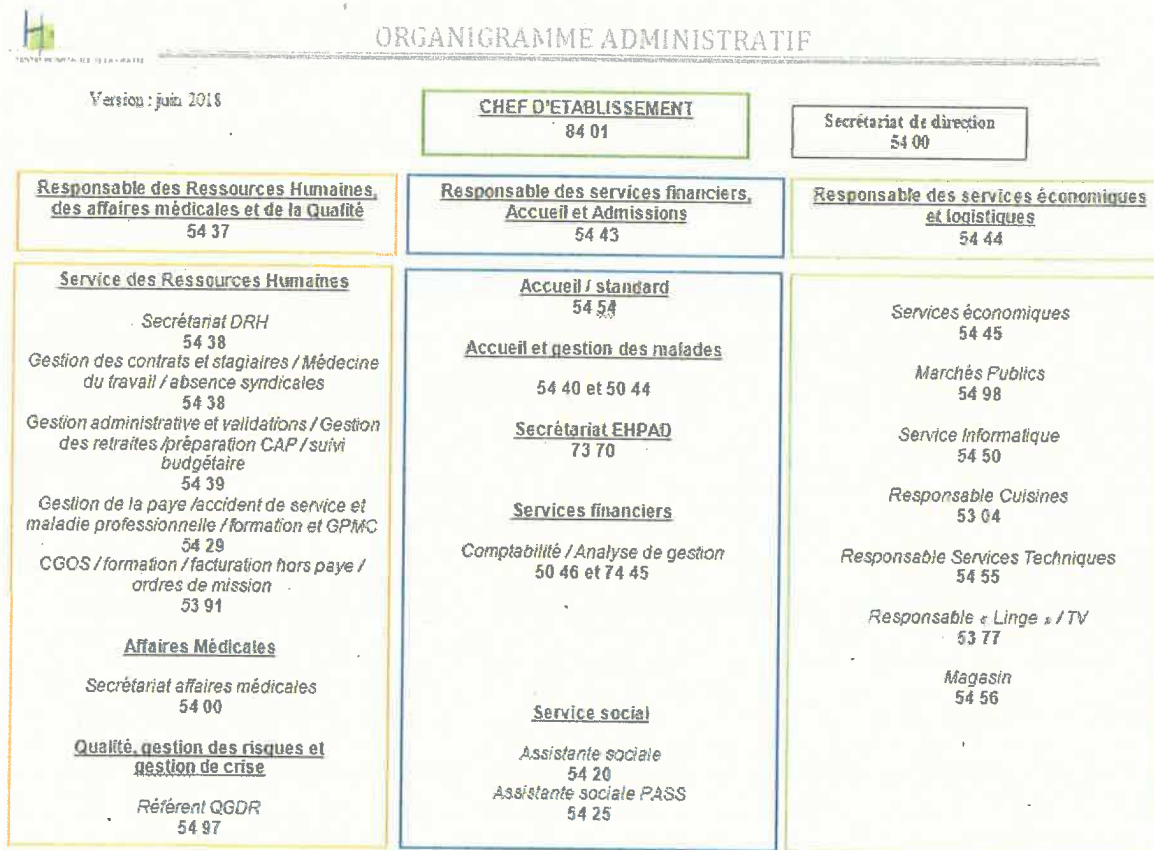 ORGANIGRAMME ADMINISTRATIF
Version : juin 2018
CHEF D'ETABLISSEMENT
84 01
Secrétariat de direction
54 00
Responsable des Ressources Humaines,
des affaires médicales et de la Qualité
54 37
Service des Ressources Humaines
Secrétariat DRH
54 38
Gestion des contrats et stagiaires / Médecine
du travail / absence syndicales
54 38
Gestion administrative et validations / Gestion
des retraites /préparation CAP / suivi
budgétaire
54 39
Gestion de la paye /accident de service et
maladie professionnelle / formation et GPMC
54 29
CGOS / formation / facturation hors paye /
ordres de mission
53 91
Affaires Médicales
Secrétariat affaires médicales
54 00
Qualité, gestion des risques et
gestion de crise
Référent QGDR
54 97
Responsable des services financiers,
Accueil et Admissions
54 43
Accueil / standard
54 54
Accueil et gestion des malades
54 40 et 50 44
Secrétariat EHPAD
73 70
Services financiers
Comptabilité / Analyse de gestion
50 46 et 74 45
Service social
Assistante sociale
54 20
Assistante sociale PASS
54 25
Responsable des services économiques
et logistiques
54 44
Services économiques
54 45
Marchés Publics
54 98
Service Informatique
54 50
Responsable Cuisines
53 04
Responsable Services Techniques
54 55
Responsable « Linge » / TV
53 77
Magasin
54 56